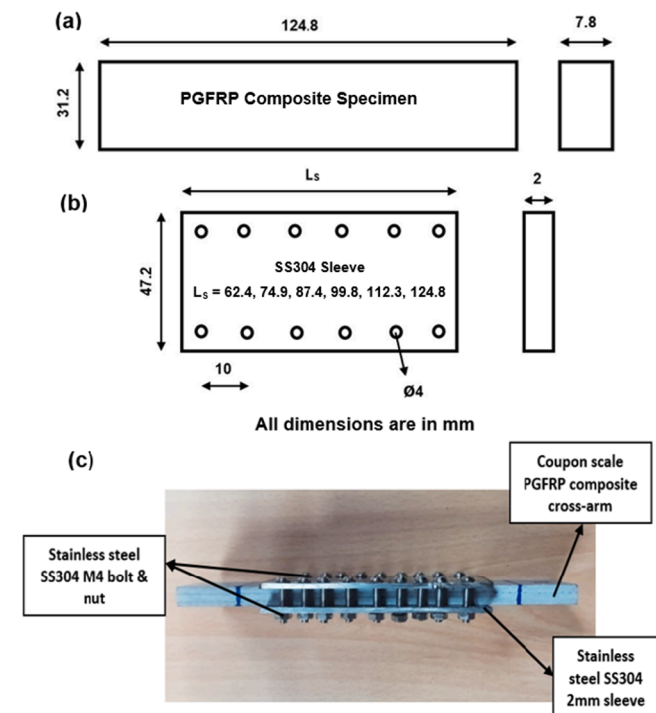 (a)
124.8
7.8
31.2
PGFRP Composite Specimen
(b)
Ls
2
47.2
SS304 Sleeve
Ls = 62.4, 74.9, 87.4, 99.8, 112.3, 124.8
10
Ø4
All dimensions are in mm
(c)
Coupon scale
PGFRP composite
cross-arm
Stainless steel
SS304 M4 bolt &
nut
Stainless
steel SS304
2mm sleeve